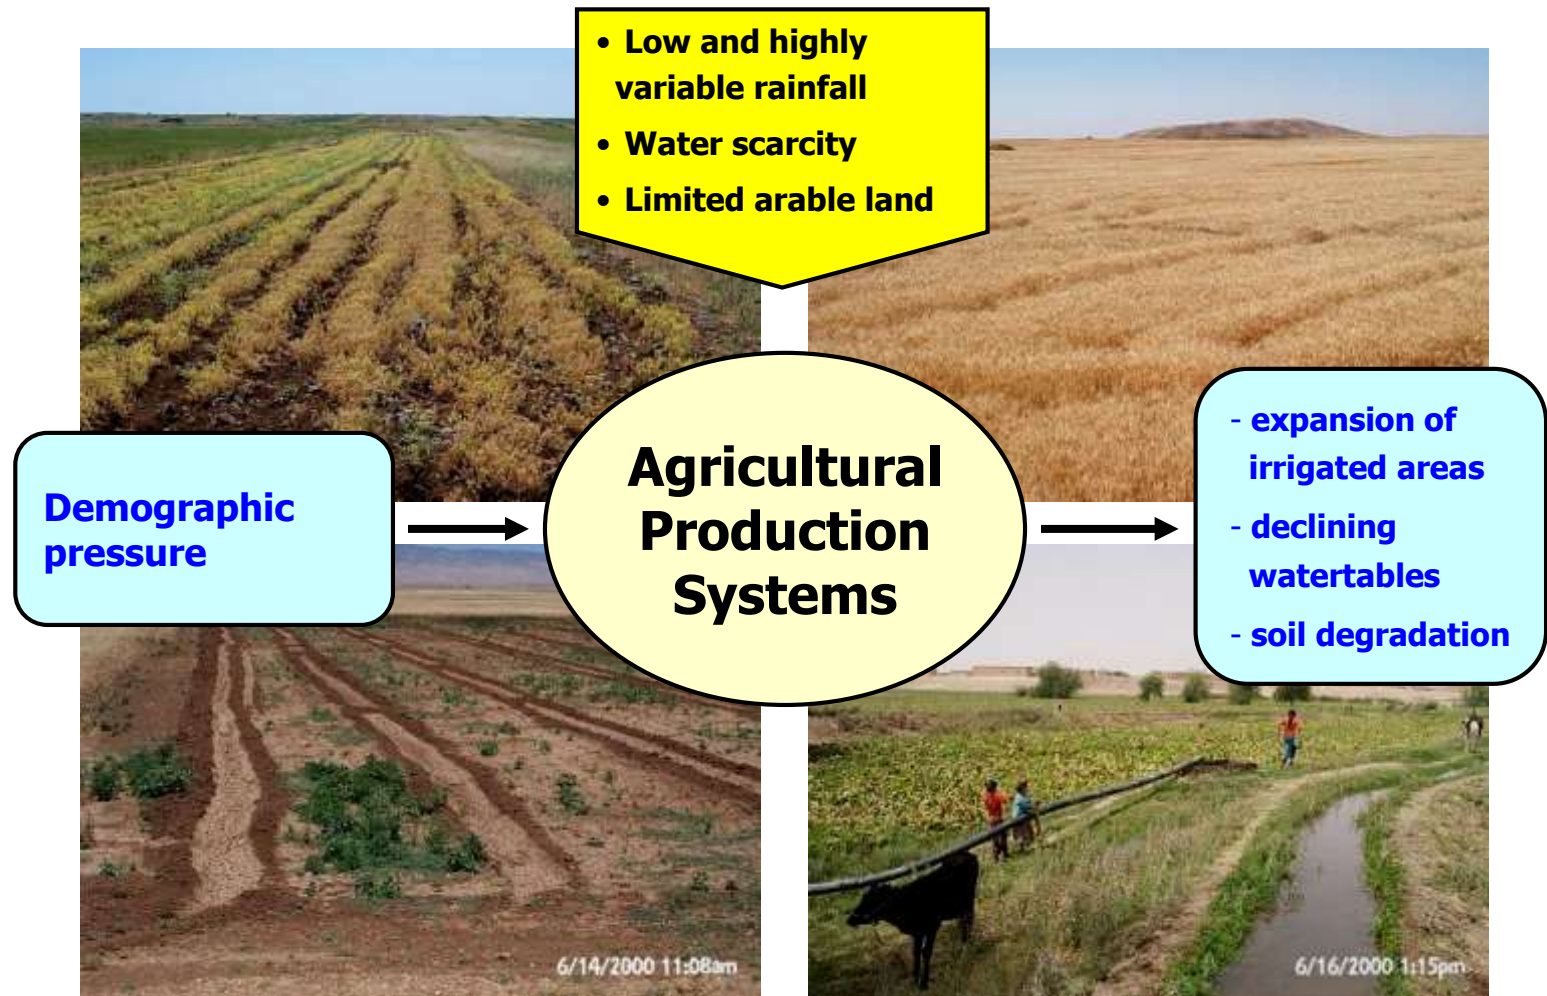 • Low and highly
variable rainfall
• Water scarcity
• Limited arable land
Demographic
pressure
Agricultural
Production
Systems
- expansion of
irrigated areas
- declining
watertables
- soil degradation
6/14/2000 11:08am
6/16/2000 1:15pm